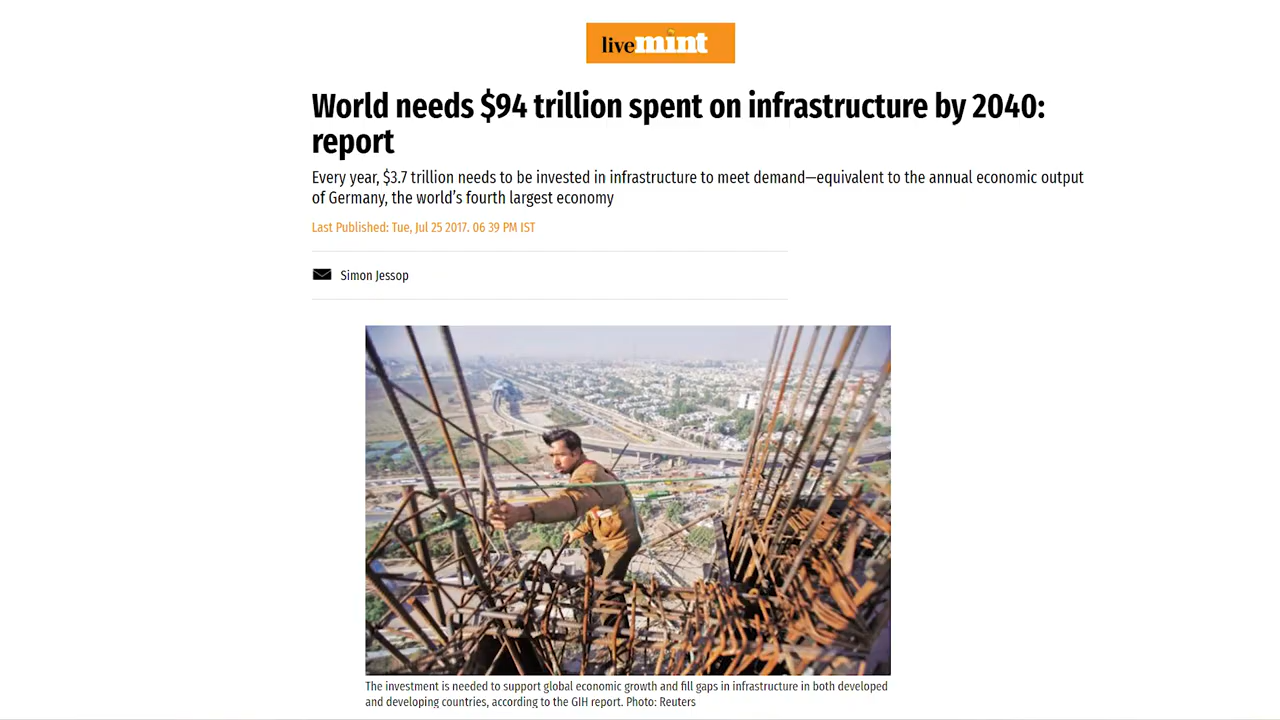 livemint
World needs $94 trillion spent on infrastructure by 2040:
report
Every year, $3.7 trillion needs to be invested in infrastructure to meet demand—equivalent to the annual economic output
of Germany, the world’s fourth largest economy
Last Published: Tue, Jul 25 2017. 06 39 PM IST
Simon Jessop
The investment is needed to support global economic growth and fill gaps in infrastructure in both developed
and developing countries, according to the GIH report. Photo: Reuters